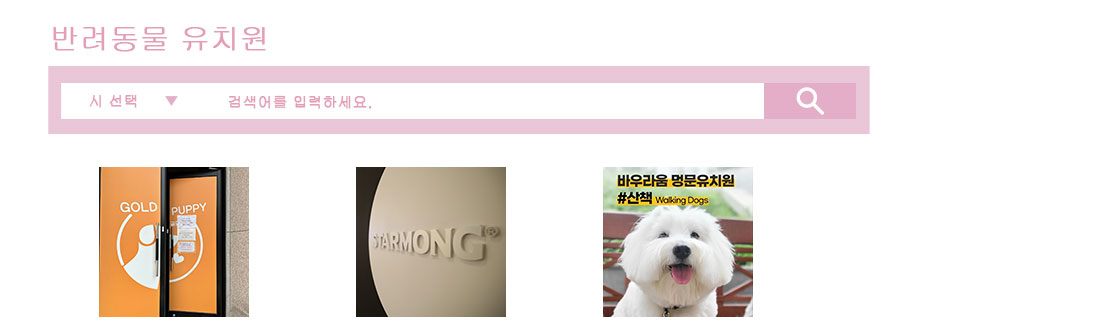 반려동물 유치원
시 선택 ▼ 검색어를 입력하세요.
GOLD PUPPY
STARMONG®
바우라움 명문유치원
#산책 Walking Dogs